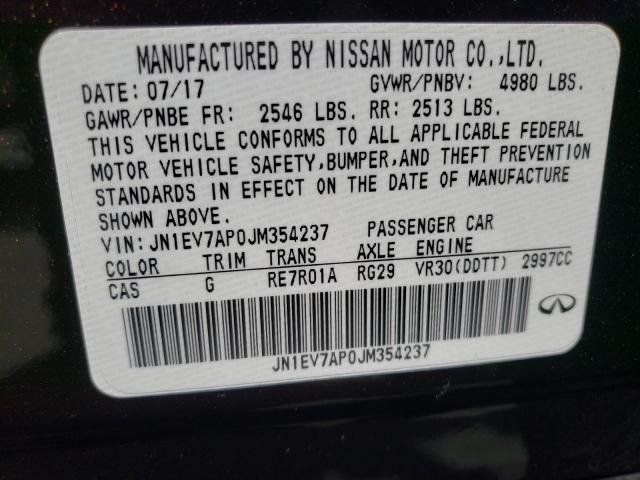 MANUFACTURED BY NISSAN MOTOR CO.,LTD.
DATE: 07/17 GVWR/PNBV: 4980 LBS.
GAWR/PNBE FR: 2546 LBS. RR: 2513 LBS.
THIS VEHICLE CONFORMS TO ALL APPLICABLE FEDERAL
MOTOR VEHICLE SAFETY,BUMPER,AND THEFT PREVENTION
STANDARDS IN EFFECT ON THE DATE OF MANUFACTURE
SHOWN ABOVE.
VIN: JN1EV7AP0JM354237 PASSENGER CAR
COLOR TRIM TRANS AXLE ENGINE
CAS G RE7R01A RG29 VR30(DDTT) 2997CC
JN1EV7AP0JM354237